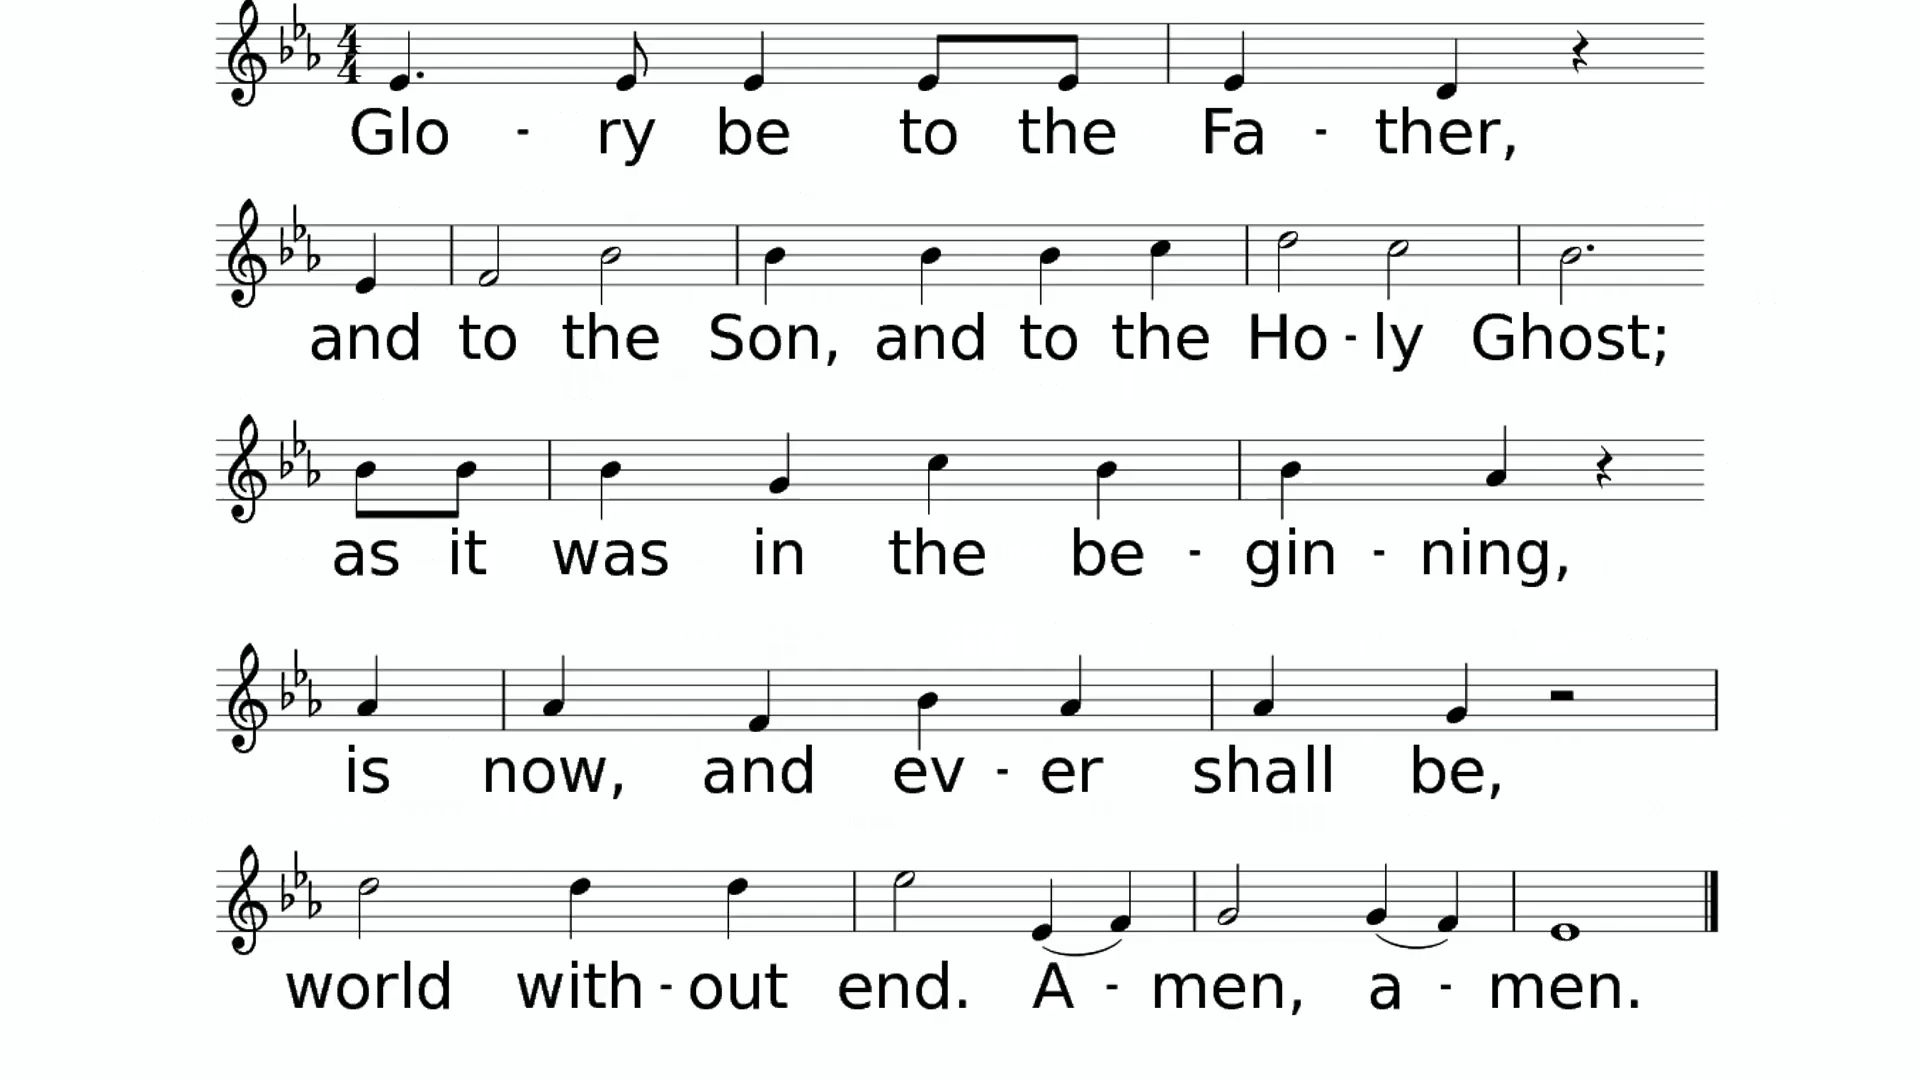 Glo - ry be to the Fa - ther,
and to the Son, and to the Ho - ly Ghost;
as it was in the be - gin - ning,
is now, and ev - er shall be,
world with - out end. A - men, a - men.